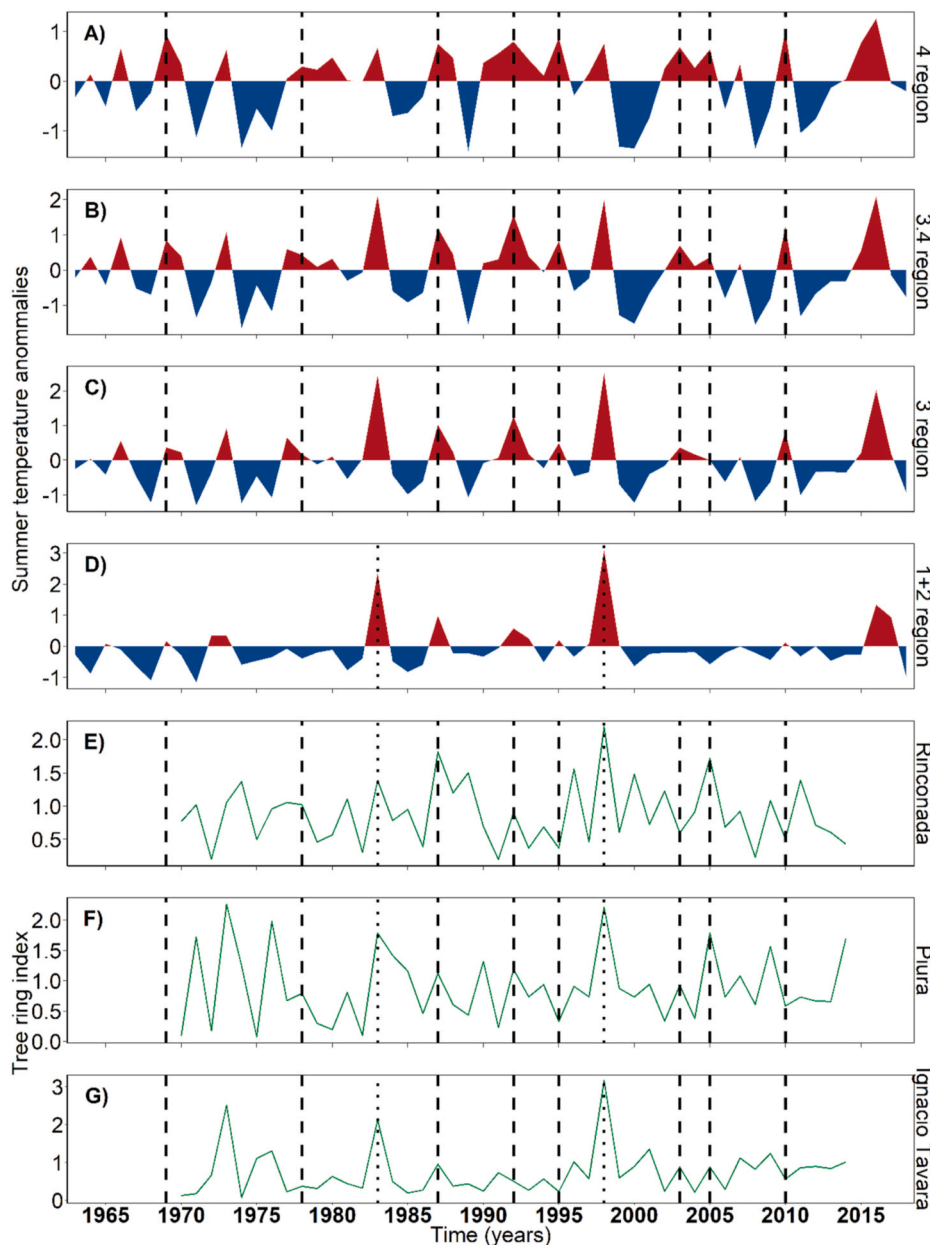 Summer temperature anommalies
Tree ring index
A)
1
0
-1
4 region
B)
2
1
0
-1
3.4 region
C)
2
1
0
-1
3 region
D)
3
2
1
0
-1
1+2 region
E)
2.0
1.5
1.0
0.5
Rinconada
F)
2.0
1.5
1.0
0.5
0.0
Piura
G)
3
2
1
0
Ignacio Tavara
1965 1970 1975 1980 1985 1990 1995 2000 2005 2010 2015
Time (years)